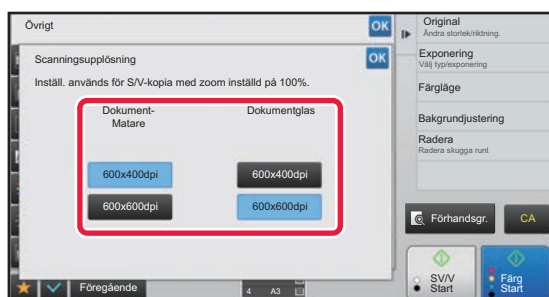 Övrigt
OK
Scanningsupplösning
OK
Inställ. används för S/V-kopia med zoom inställd på 100%.
Dokument-
Matare
Dokumentglas
600x400dpi
600x400dpi
600x600dpi
600x600dpi
Föregående
4 A3
Original
Ändra storlek/riktning.
Exponering
Välj typ/exponering
Färgläge
Bakgrundjustering
Radera
Radera skugga runt
Förhandsgr.
CA
SV/V
Start
Färg
Start